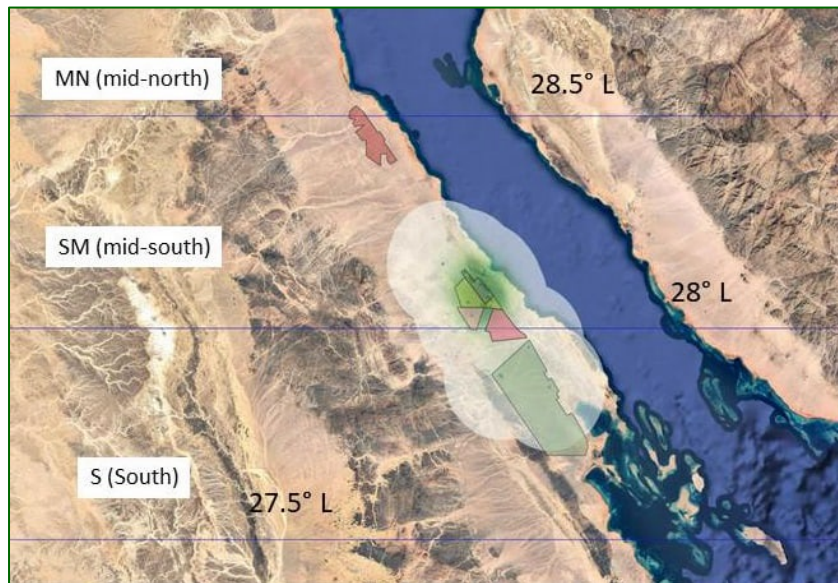 MN (mid-north)
28.5° L
SM (mid-south)
28° L
S (South)
27.5° L